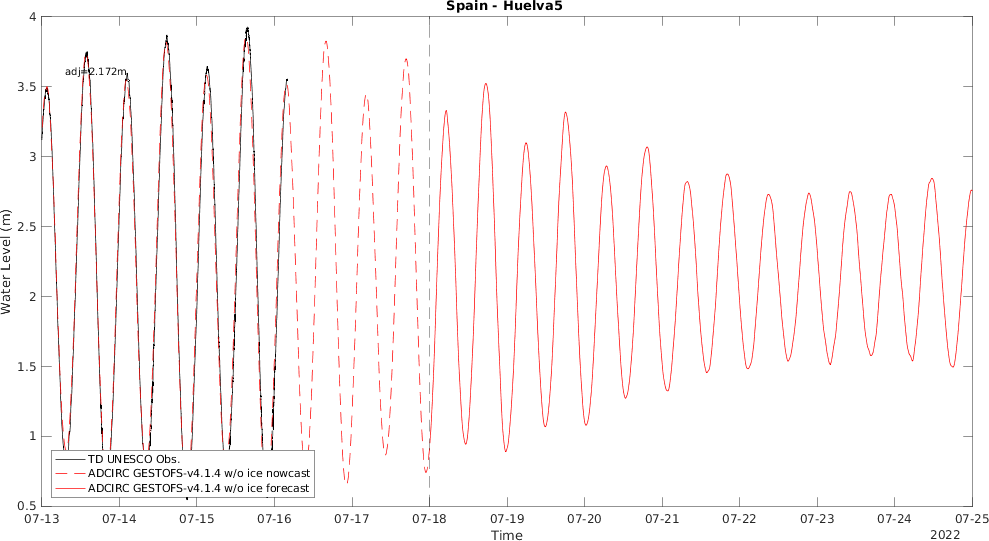 Spain - Huelva5
4
3.5
3
2.5
2
1.5
1
0.5
Water Level (m)
adj=2.172m
TD UNESCO Obs.
ADCIRC GESTOFS-v4.1.4 w/o ice nowcast
ADCIRC GESTOFS-v4.1.4 w/o ice forecast
07-13 07-14 07-15 07-16 07-17 07-18 07-19 07-20 07-21 07-22 07-23 07-24 07-25
Time
2022